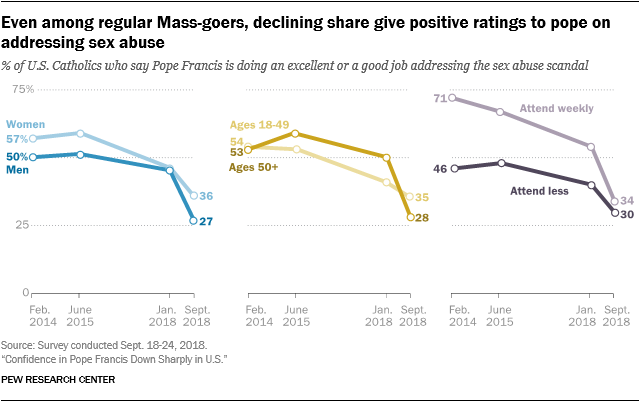 Even among regular Mass-goers, declining share give positive ratings to pope on
addressing sex abuse
% of U.S. Catholics who say Pope Francis is doing an excellent or a good job addressing the sex abuse scandal
75%
25
0
Women
57%
50%
Men
36
27
Feb.
2014
June
2015
Jan.
2018
Sept.
2018
Ages 18-49
54
53
Ages 50+
35
28
Feb.
2014
June
2015
Jan.
2018
Sept.
2018
71
Attend weekly
46
Attend less
34
30
Feb.
2014
June
2015
Jan.
2018
Sept.
2018
Source: Survey conducted Sept. 18-24, 2018.
“Confidence in Pope Francis Down Sharply in U.S.”
PEW RESEARCH CENTER